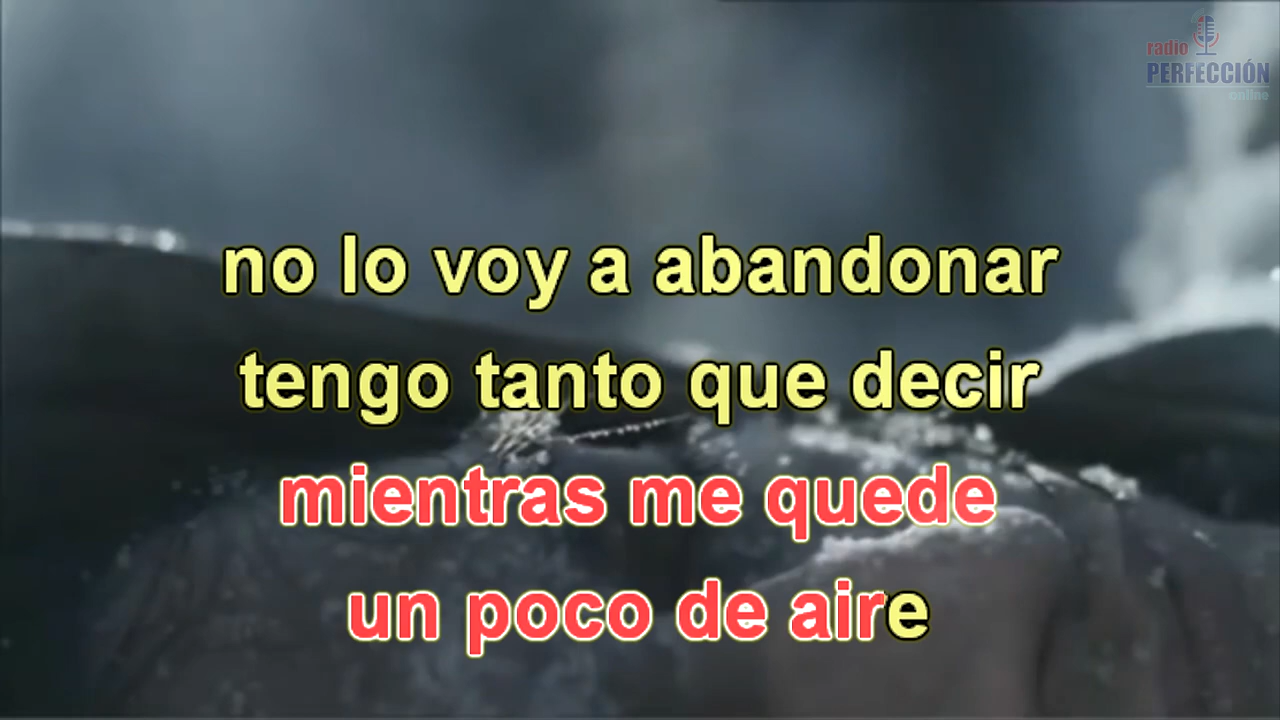 radio
PERFECCIÓN
online
no lo voy a abandonar
tengo tanto que decir
mientras me quede
un poco de aire